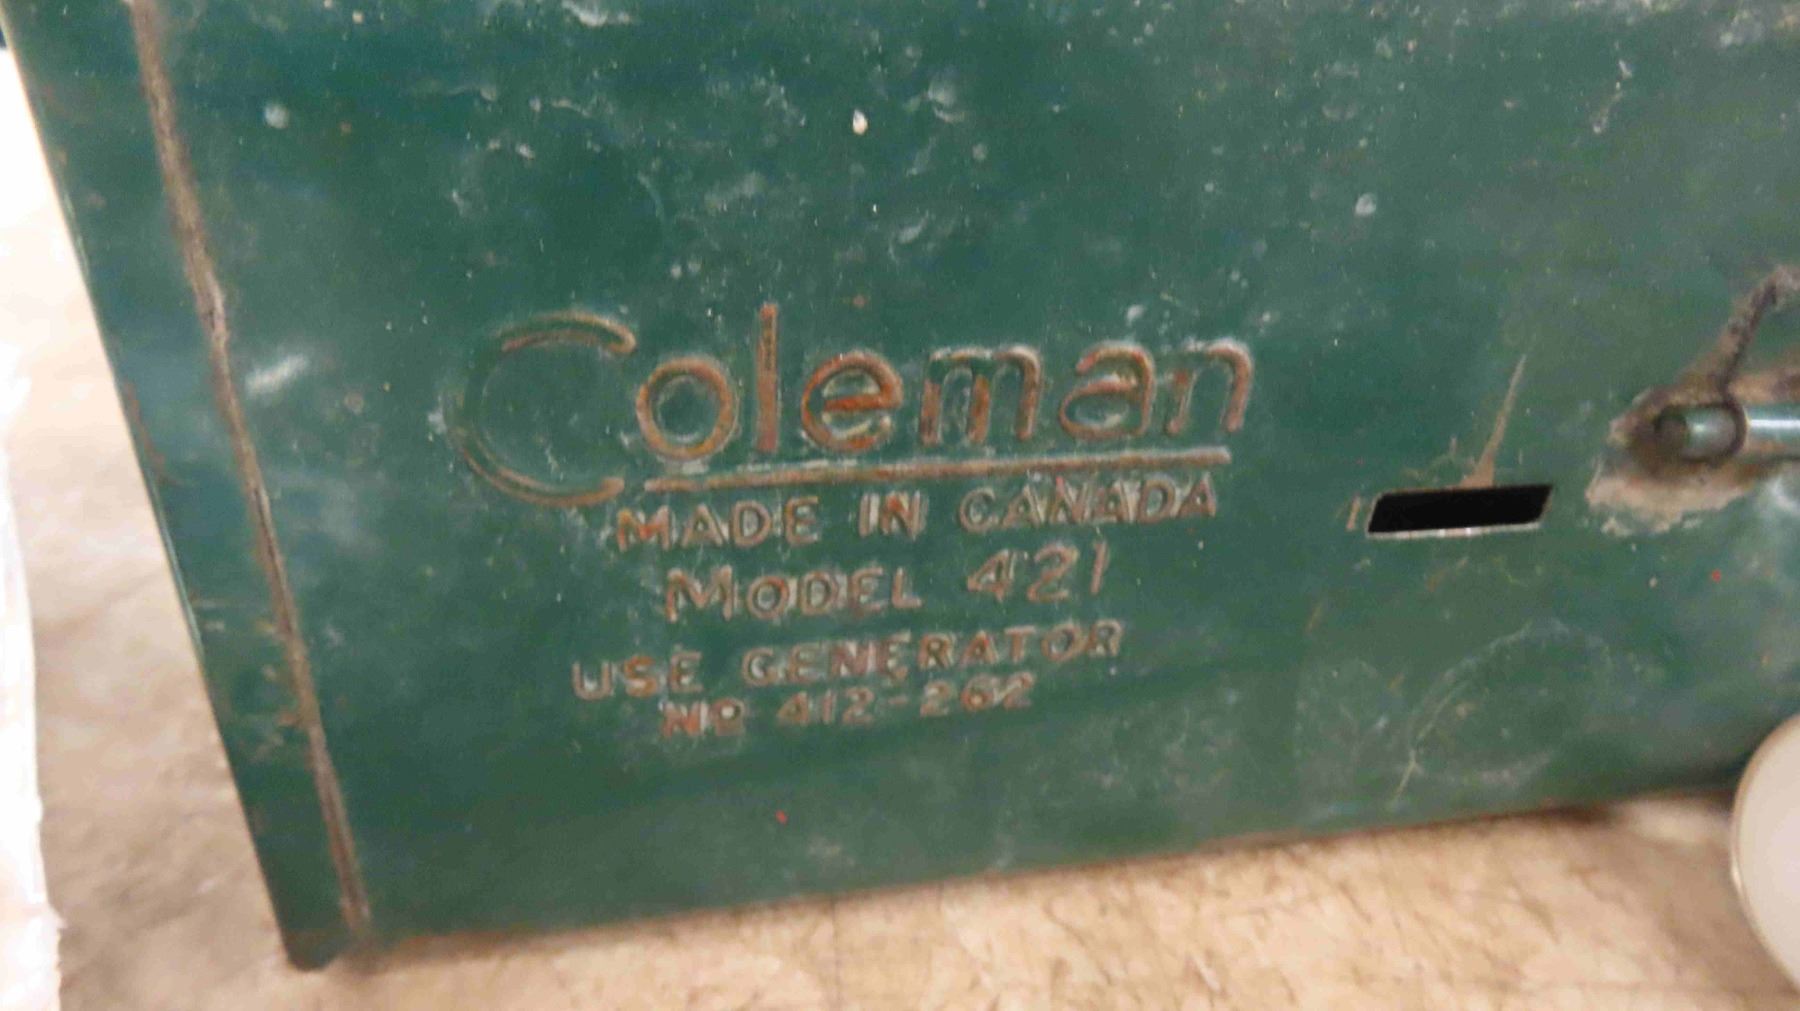 Coleman
MADE IN CANADA
MODEL 421
USE GENERATOR
NO 412-262